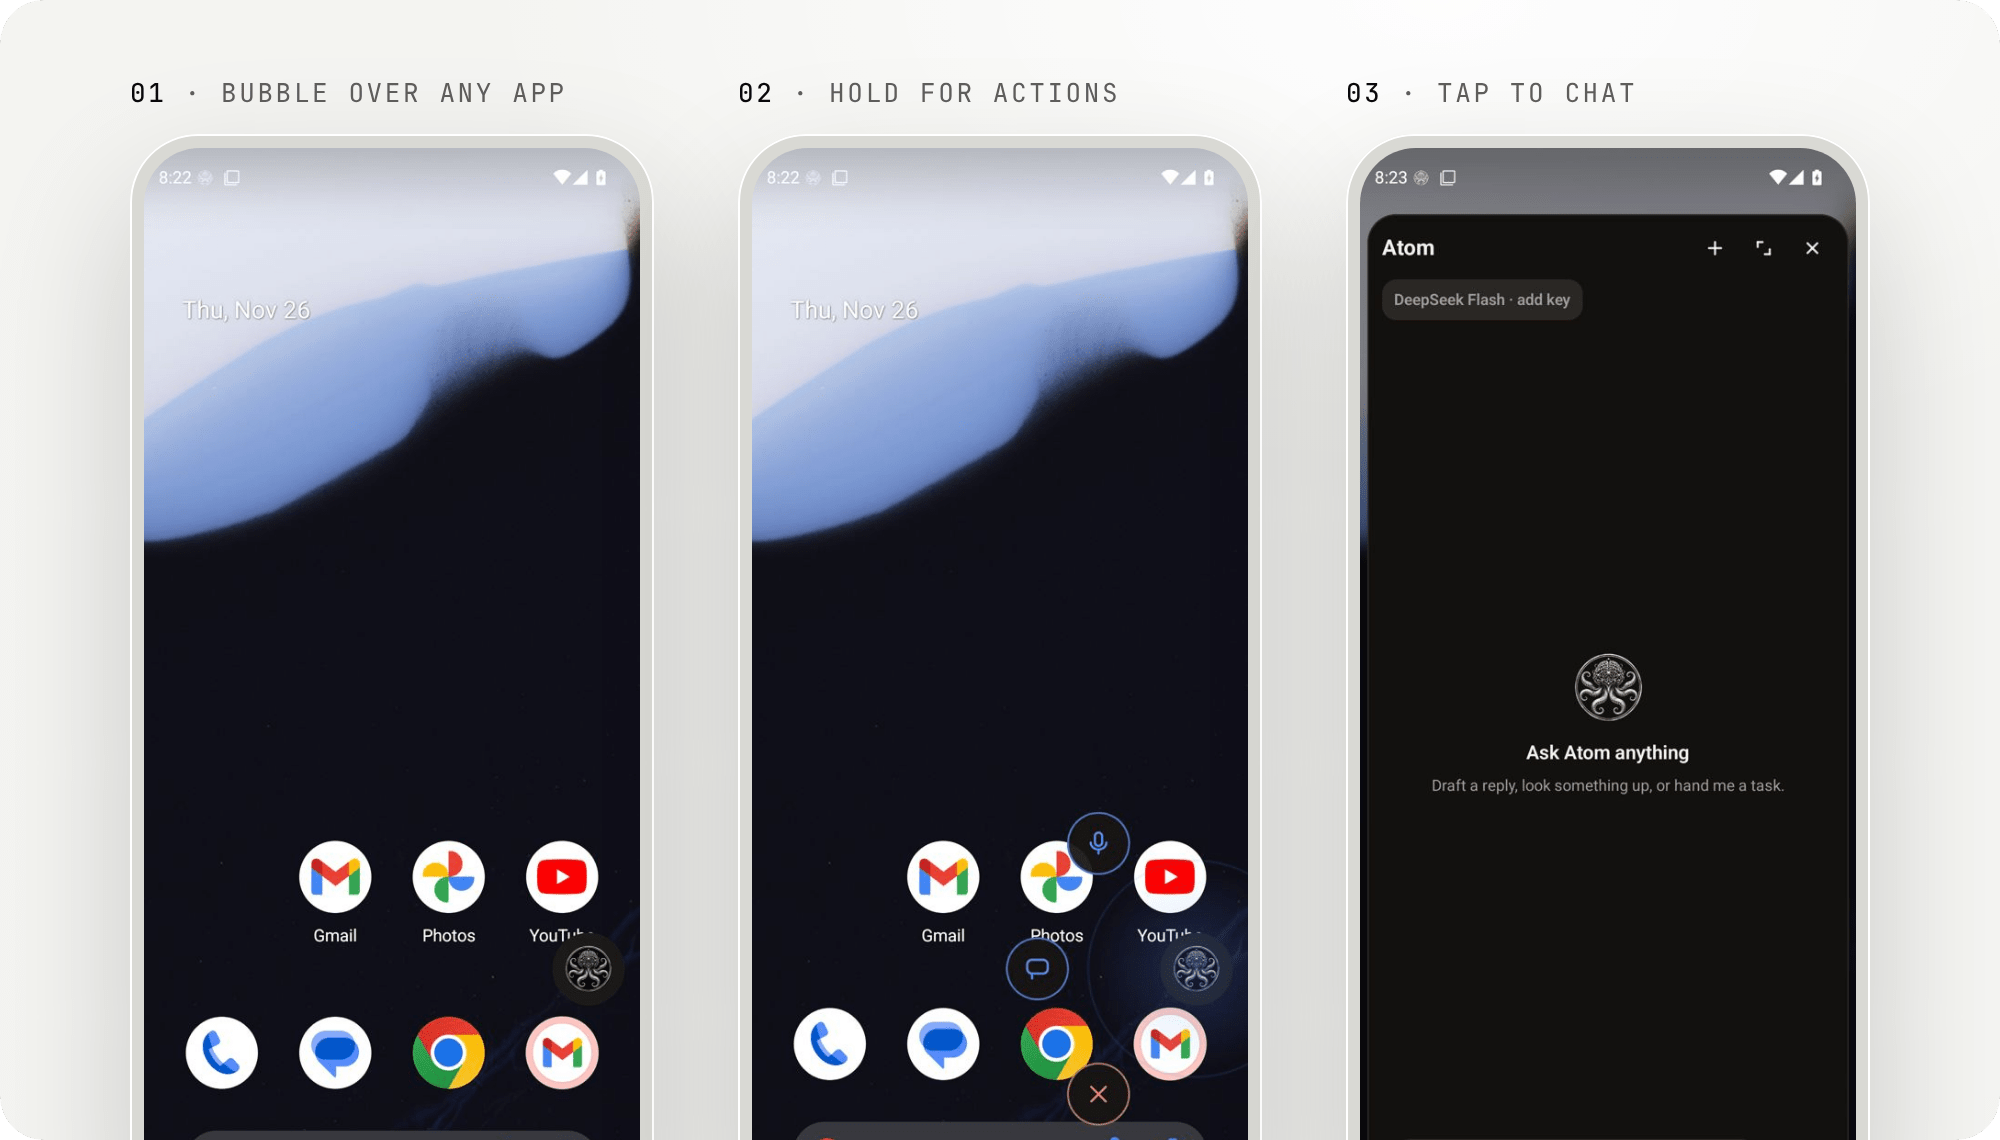 01 · BUBBLE OVER ANY APP
02 · HOLD FOR ACTIONS
03 · TAP TO CHAT
8:22
Thu, Nov 26
Gmail
Photos
8:22
Thu, Nov 26
Gmail
Photos
8:23
Atom
DeepSeek Flash · add key
Ask Atom anything
Draft a reply, look something up, or hand me a task.